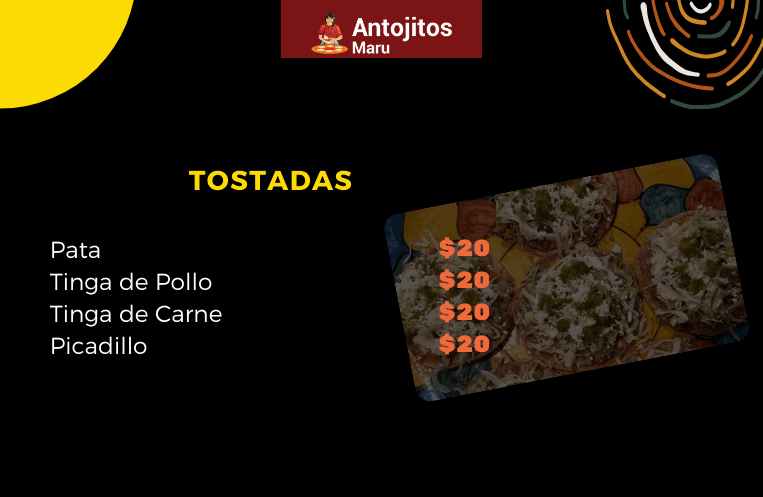 Antojitos
Maru
TOSTADAS
Pata $20
Tinga de Pollo $20
Tinga de Carne $20
Picadillo $20